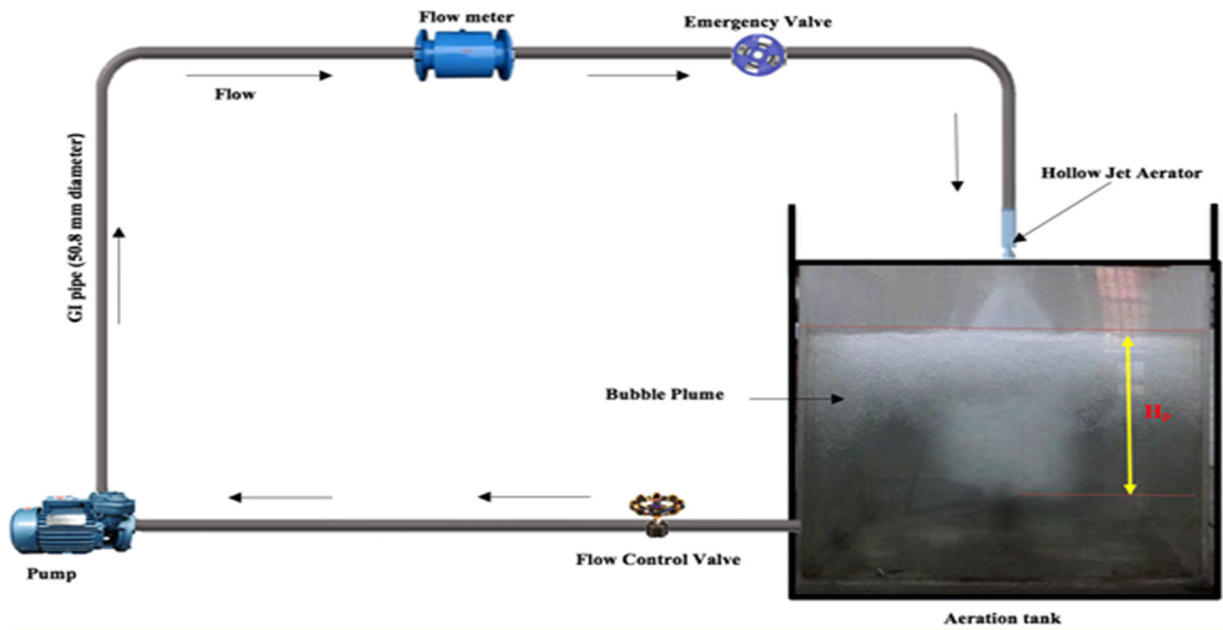 Flow meter
Emergency Valve
Flow
GI pipe (50.8 mm diameter)
Hollow Jet Aerator
Bubble Plume
Hp
Flow Control Valve
Pump
Aeration tank